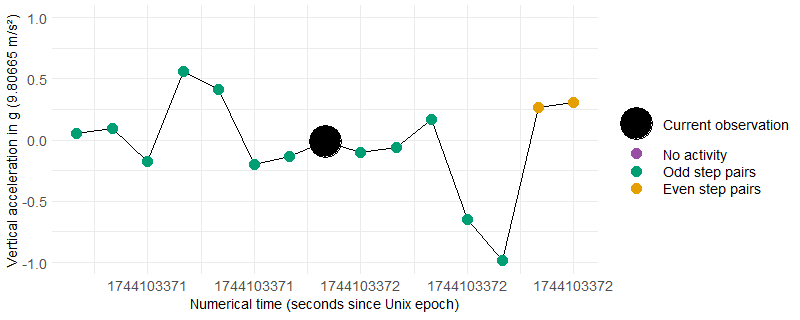 1.0
0.5
0.0
-0.5
-1.0
Vertical acceleration in g (9.80665 m/s²)
1744103371 1744103371 1744103372 1744103372 1744103372
Numerical time (seconds since Unix epoch)
Current observation
No activity
Odd step pairs
Even step pairs